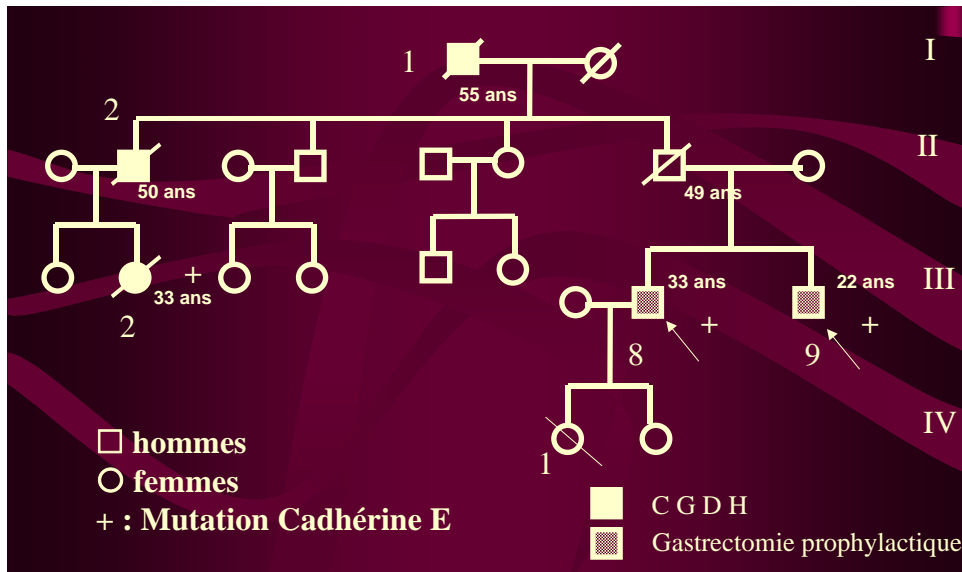 I
1
55 ans
2
II
50 ans
49 ans
+
33 ans
2
33 ans
22 ans
III
+
+
8
9
IV
1
hommes
femmes
+ : Mutation Cadhérine E
C G D H
Gastrectomie prophylactique